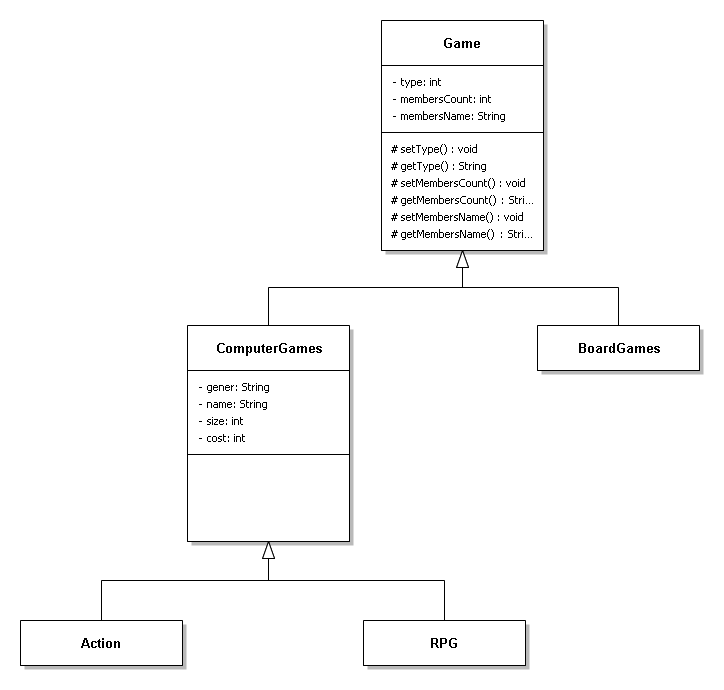 Game
- type: int
- membersCount: int
- membersName: String
# setType() : void
# getType() : String
# setMembersCount() : void
# getMembersCount() : Stri...
# setMembersName() : void
# getMembersName() : Stri...
ComputerGames
BoardGames
- gener: String
- name: String
- size: int
- cost: int
Action
RPG